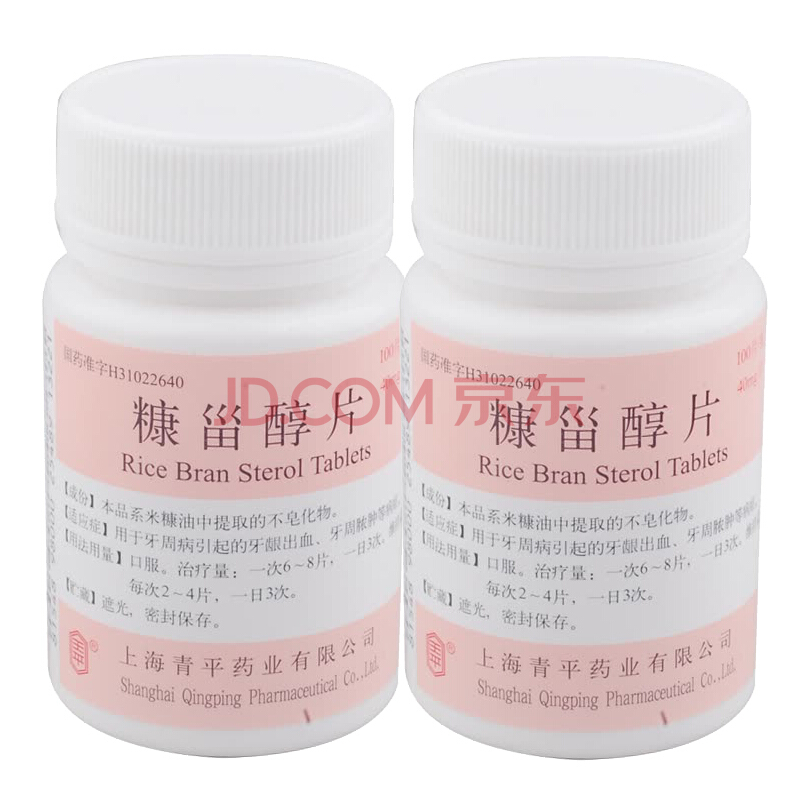 国药准字H31022640
100片/瓶
40mg
糠甾醇片
Rice Bran Sterol Tablets
【成份】本品系米糠油中提取的不皂化物。
【适应症】用于牙周病引起的牙龈出血、牙周脓肿等病症。
【用法用量】口服。治疗量：一次6~8片，一日3次。
每次2~4片，一日3次。
【贮藏】遮光，密封保存。
上海青平药业有限公司
Shanghai Qingping Pharmaceutical Co.,Ltd.
国药准字H31022640
40mg
糠甾醇片
Rice Bran Sterol Tablets
【成份】本品系米糠油中提取的不皂化物。
【适应症】用于牙周病引起的牙龈出血、牙周脓肿等病症
【用法用量】口服。治疗量：一次6~8片，一日3次。
每次2~4片，一日3次。
【贮藏】遮光，密封保存。
上海青平药业有限公司
Shanghai Qingping Pharmaceutical Co.,Ltd.
JD.COM 京东